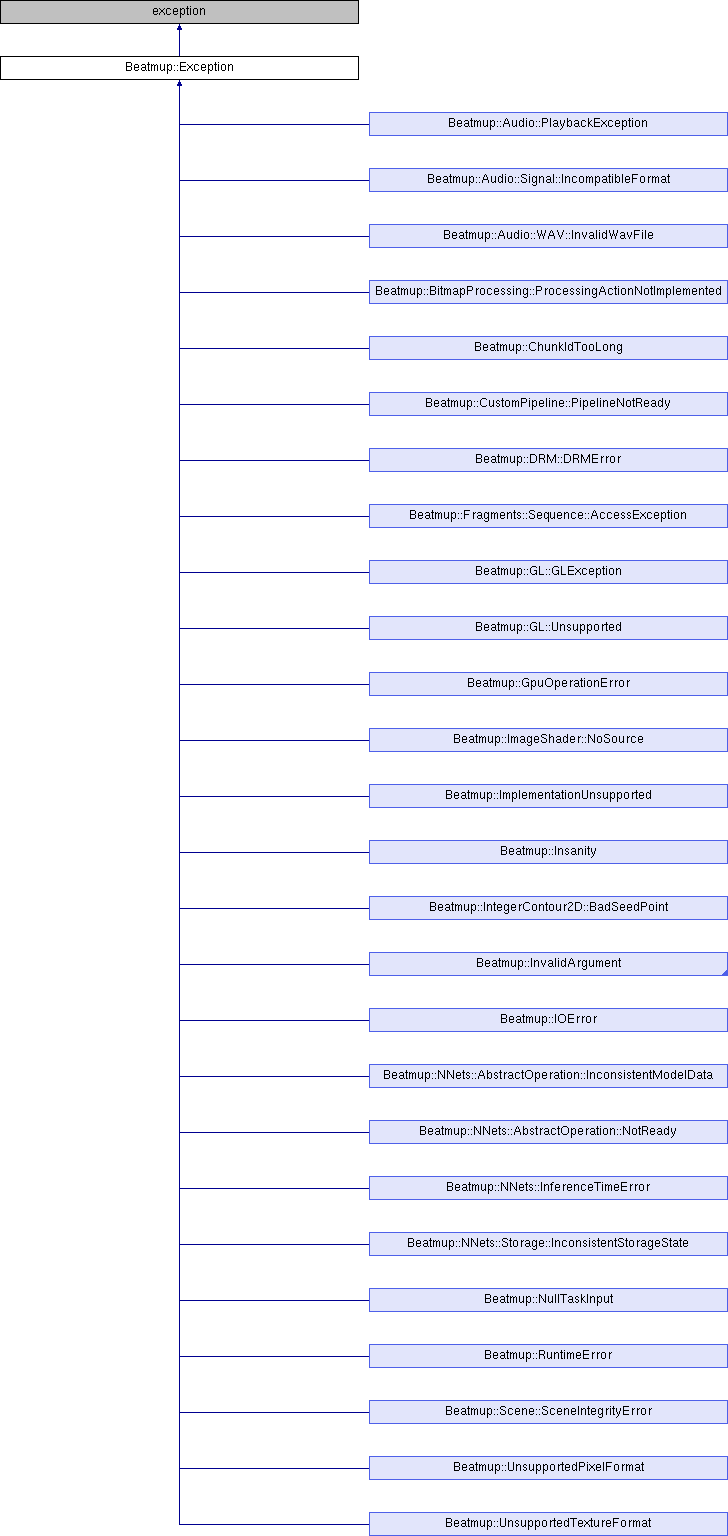 exception
Beatmup::Exception
Beatmup::Audio::PlaybackException
Beatmup::Audio::Signal::IncompatibleFormat
Beatmup::Audio::WAV::InvalidWavFile
Beatmup::BitmapProcessing::ProcessingActionNotImplemented
Beatmup::ChunkIdTooLong
Beatmup::CustomPipeline::PipelineNotReady
Beatmup::DRM::DRMError
Beatmup::Fragments::Sequence::AccessException
Beatmup::GL::GLException
Beatmup::GL::Unsupported
Beatmup::GpuOperationError
Beatmup::ImageShader::NoSource
Beatmup::ImplementationUnsupported
Beatmup::Insanity
Beatmup::IntegerContour2D::BadSeedPoint
Beatmup::InvalidArgument
Beatmup::IOError
Beatmup::NNets::AbstractOperation::InconsistentModelData
Beatmup::NNets::AbstractOperation::NotReady
Beatmup::NNets::InferenceTimeError
Beatmup::NNets::Storage::InconsistentStorageState
Beatmup::NullTaskInput
Beatmup::RuntimeError
Beatmup::Scene::SceneIntegrityError
Beatmup::UnsupportedPixelFormat
Beatmup::UnsupportedTextureFormat